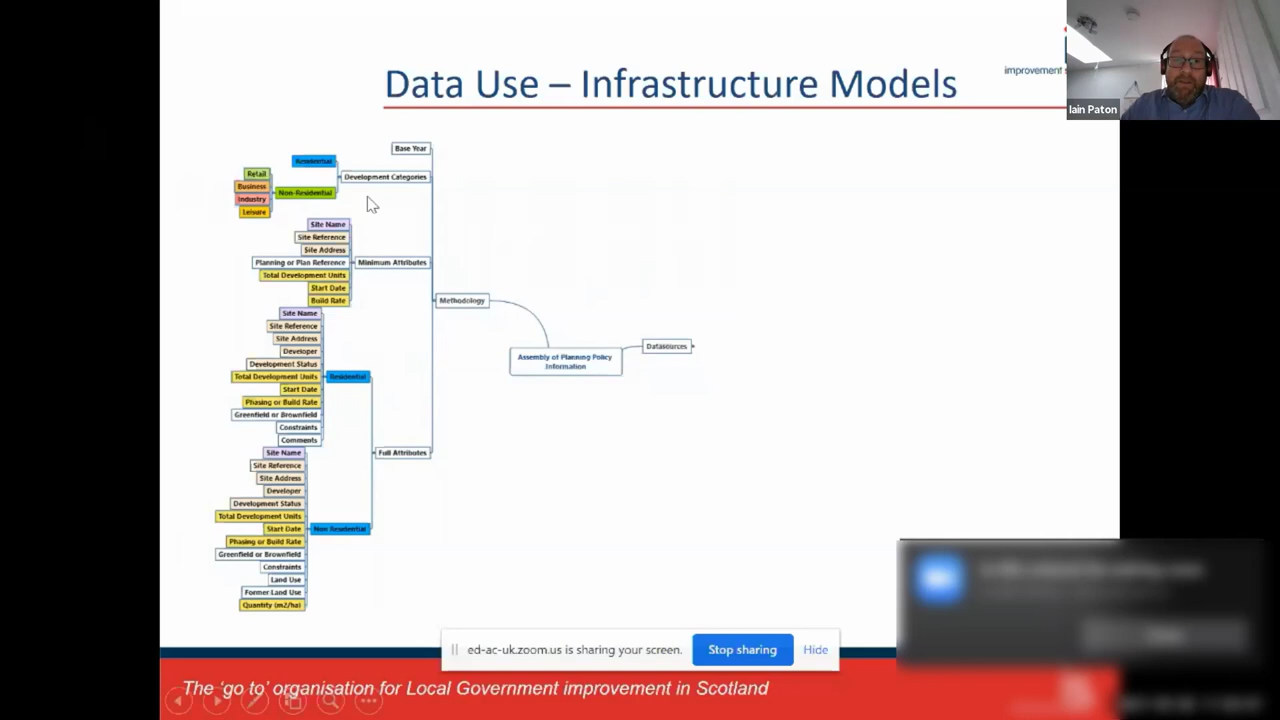 Data Use – Infrastructure Models
improvement
Iain Paton
Base Year
Residential
Development Categories
Retail
Business
Non-Residential
Industry
Leisure
Site Name
Site Reference
Site Address
Planning or Plan Reference
Minimum Attributes
Total Development Units
Start Date
Build Rate
Methodology
Site Name
Site Reference
Site Address
Developer
Development Status
Total Development Units
Residential
Start Date
Phasing or Build Rate
Greenfield or Brownfield
Constraints
Comments
Full Attributes
Site Name
Site Reference
Site Address
Developer
Development Status
Total Development Units
Start Date
Non Residential
Phasing or Build Rate
Greenfield or Brownfield
Constraints
Land Use
Former Land Use
Quantity (m2/ha)
Assembly of Planning Policy
Information
Datasources
ed-ac-uk.zoom.us is sharing your screen.
Stop sharing
Hide
The 'go to' organisation for Local Government improvement in Scotland